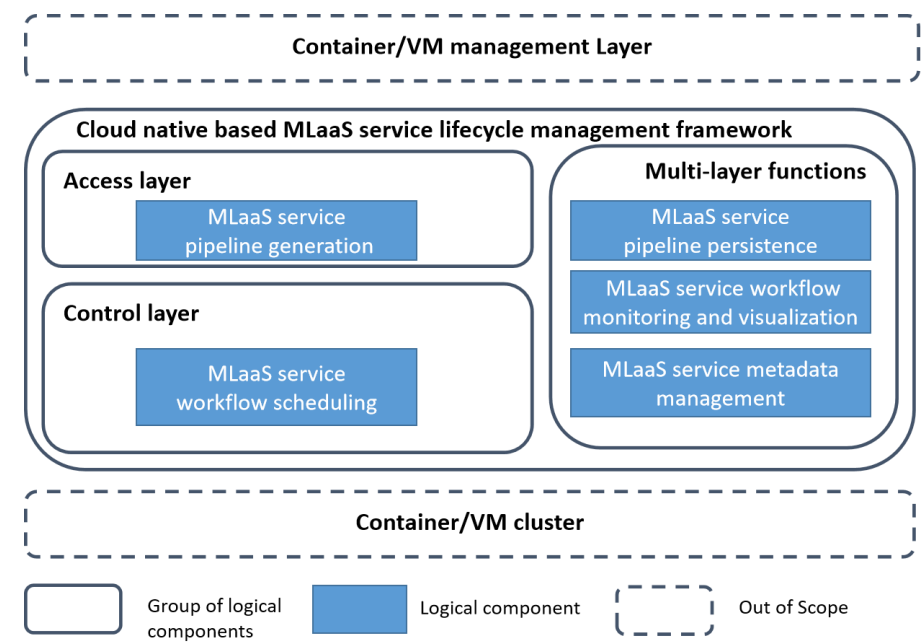 Container/VM management Layer
Cloud native based MLaaS service lifecycle management framework
Access layer
MLaaS service
pipeline generation
Control layer
MLaaS service
workflow scheduling
Multi-layer functions
MLaaS service
pipeline persistence
MLaaS service workflow
monitoring and visualization
MLaaS service metadata
management
Container/VM cluster
Group of logical
components
Logical component
Out of Scope